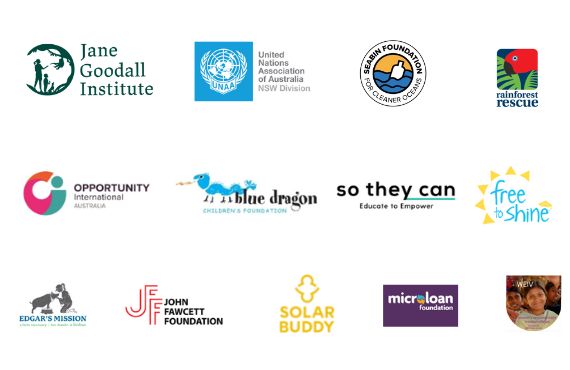 Jane
Goodall
Institute
UNAA
United
Nations
Association
of Australia
NSW Division
SEABIN FOUNDATION
FOR CLEANER OCEANS
rainforest
rescue
OPPORTUNITY
International
AUSTRALIA
blue dragon
CHILDREN'S FOUNDATION
so they can
Educate to Empower
free
to shine
EDGAR'S MISSION
JFF
JOHN
FAWCETT
FOUNDATION
SOLAR
BUDDY
microloan
foundation